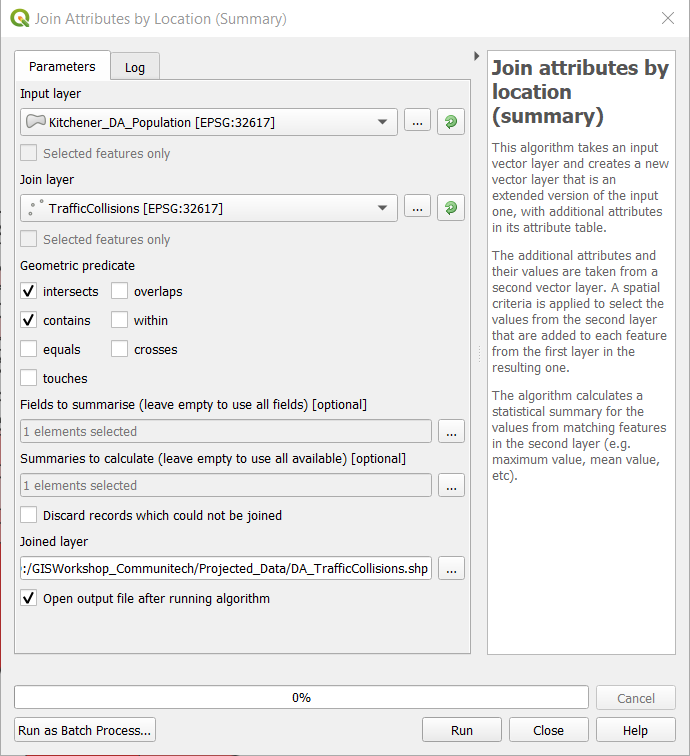 Join Attributes by Location (Summary)
Parameters
Log
Input layer
Kitchener_DA_Population [EPSG:32617]
...
Selected features only
Join layer
TrafficCollisions [EPSG:32617]
...
Selected features only
Geometric predicate
intersects
overlaps
contains
within
equals
crosses
touches
Fields to summarise (leave empty to use all fields) [optional]
1 elements selected
...
Summaries to calculate (leave empty to use all available) [optional]
1 elements selected
...
Discard records which could not be joined
Joined layer
:/GISWorkshop_Communitech/Projected_Data/DA_TrafficCollisions.shp
...
Open output file after running algorithm
Join attributes by
location
(summary)
This algorithm takes an input
vector layer and creates a new
vector layer that is an
extended version of the input
one, with additional attributes
in its attribute table.
The additional attributes and
their values are taken from a
second vector layer. A spatial
criteria is applied to select the
values from the second layer
that are added to each feature
from the first layer in the
resulting one.
The algorithm calculates a
statistical summary for the
values from matching features
in the second layer (e.g.
maximum value, mean value,
etc).
0%
Cancel
Run as Batch Process...
Run
Close
Help